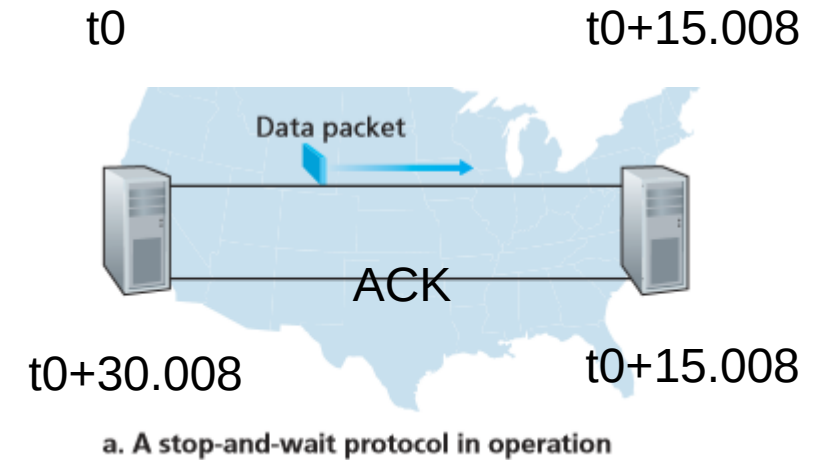 t0
t0+15.008
Data packet
ACK
t0+30.008
t0+15.008
a. A stop-and-wait protocol in operation